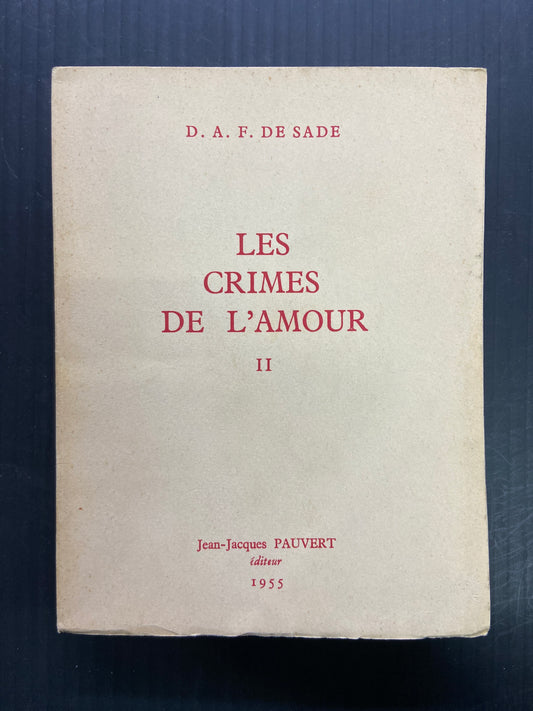 D. A. F. DE SADE
LES
CRIMES
DE L'AMOUR
II
Jean-Jacques PAUVERT
éditeur
1955